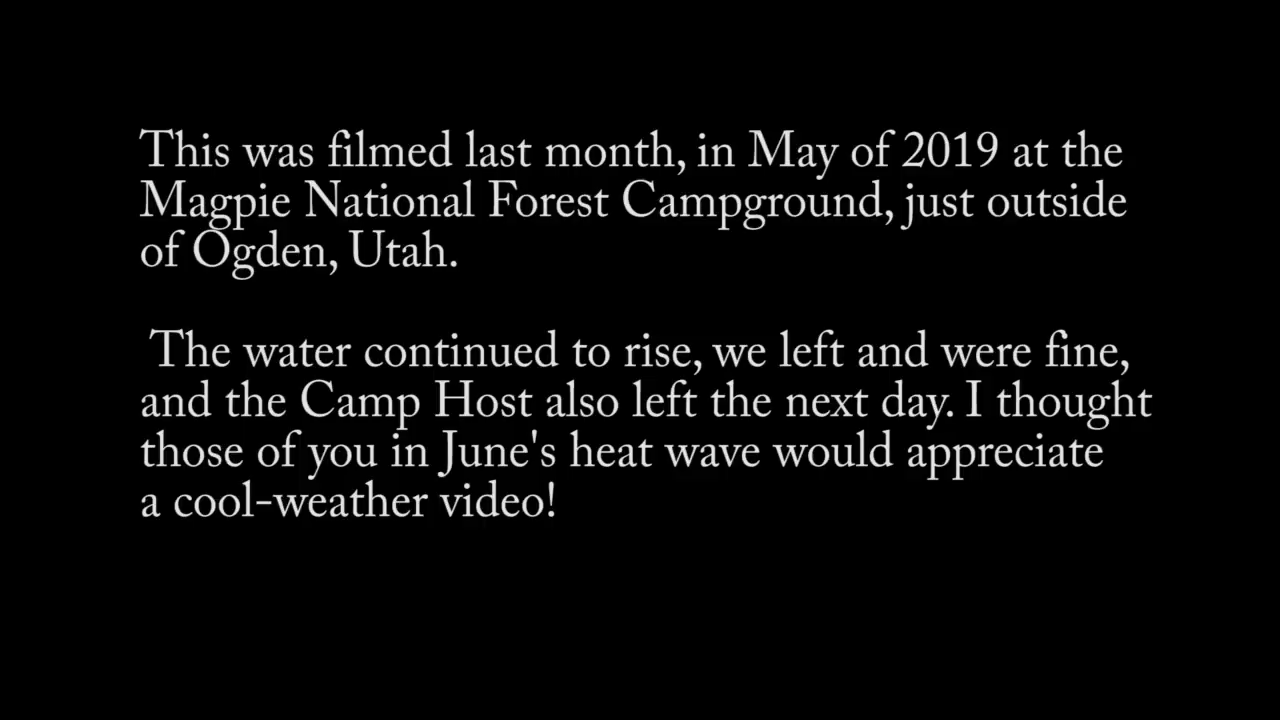 This was filmed last month, in May of 2019 at the
Magpie National Forest Campground, just outside
of Ogden, Utah.
The water continued to rise, we left and were fine,
and the Camp Host also left the next day. I thought
those of you in June's heat wave would appreciate
a cool-weather video!